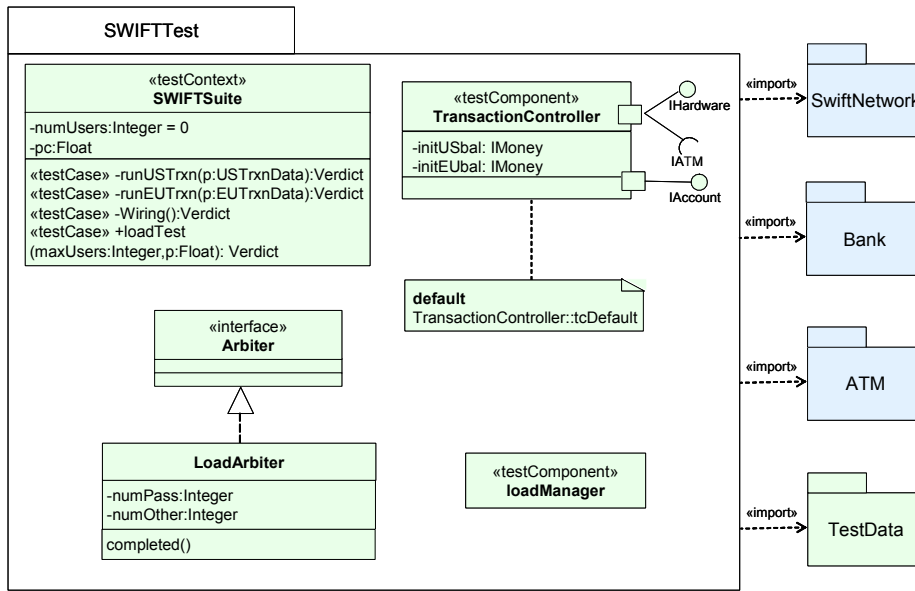 SWIFTTest
«testContext»
SWIFTSuite
-numUsers:Integer = 0
-pc:Float
«testCase» -runUSTrxn(p:USTrxnData):Verdict
«testCase» -runEUTrxn(p:EUTrxnData):Verdict
«testCase» -Wiring():Verdict
«testCase» +loadTest
(maxUsers:Integer,p:Float): Verdict
«testComponent»
TransactionController
-initUSbal: IMoney
-initEUbal: IMoney
IHardware
IATM
IAccount
default
TransactionController::tcDefault
«interface»
Arbiter
LoadArbiter
-numPass:Integer
-numOther:Integer
completed()
«testComponent»
loadManager
«import»
SwiftNetwork
«import»
Bank
«import»
ATM
«import»
TestData